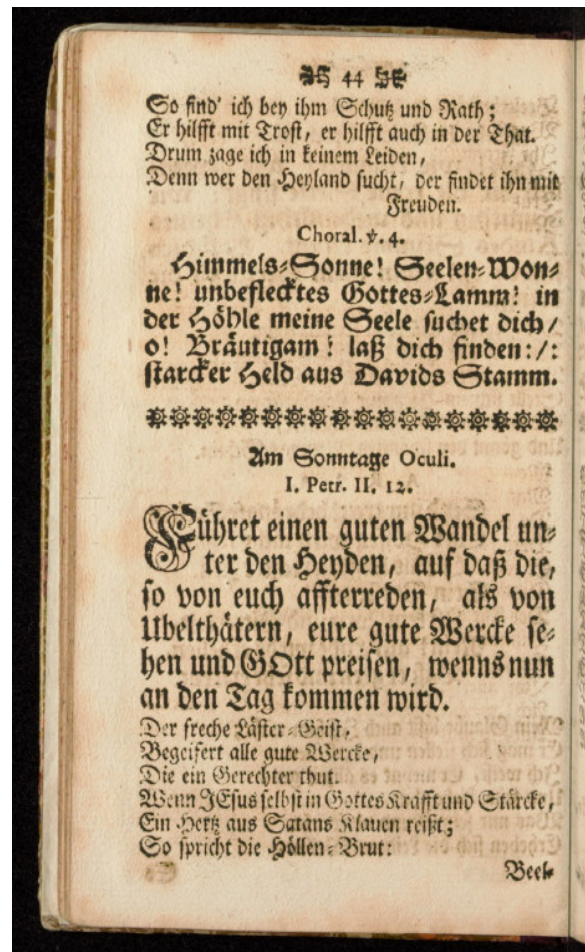 44
So find' ich bey ihm Schutz und Rath;
Er hilfft mit Trost, er hilfft auch in der That.
Drum zage ich in keinem Leiden,
Denn wer den Heyland sucht, der findet ihn mit
Freuden.
Choral. v. 4.
Himmels-Sonne! Seelen-Won-
ne! unbeflecktes Gottes-Lamm! in
der Höhle meine Seele suchet dich/
o! Bräutigam! laß dich finden:/:
starcker Held aus Davids Stamm.
Am Sonntage Oculi.
I. Petr. II. 12.
Führet einen guten Wandel un-
ter den Heyden, auf daß die,
so von euch affterreden, als von
Ubelthätern, eure gute Wercke se-
hen und GOtt preisen, wenns nun
an den Tag kommen wird.
Der freche Läster-Geist,
Begeifert alle gute Wercke,
Die ein Gerechter thut.
Wenn JEsus selbst in Gottes Krafft und Stärcke,
Ein Hertz aus Satans Klauen reißt;
So spricht die Höllen-Brut:
Beel-